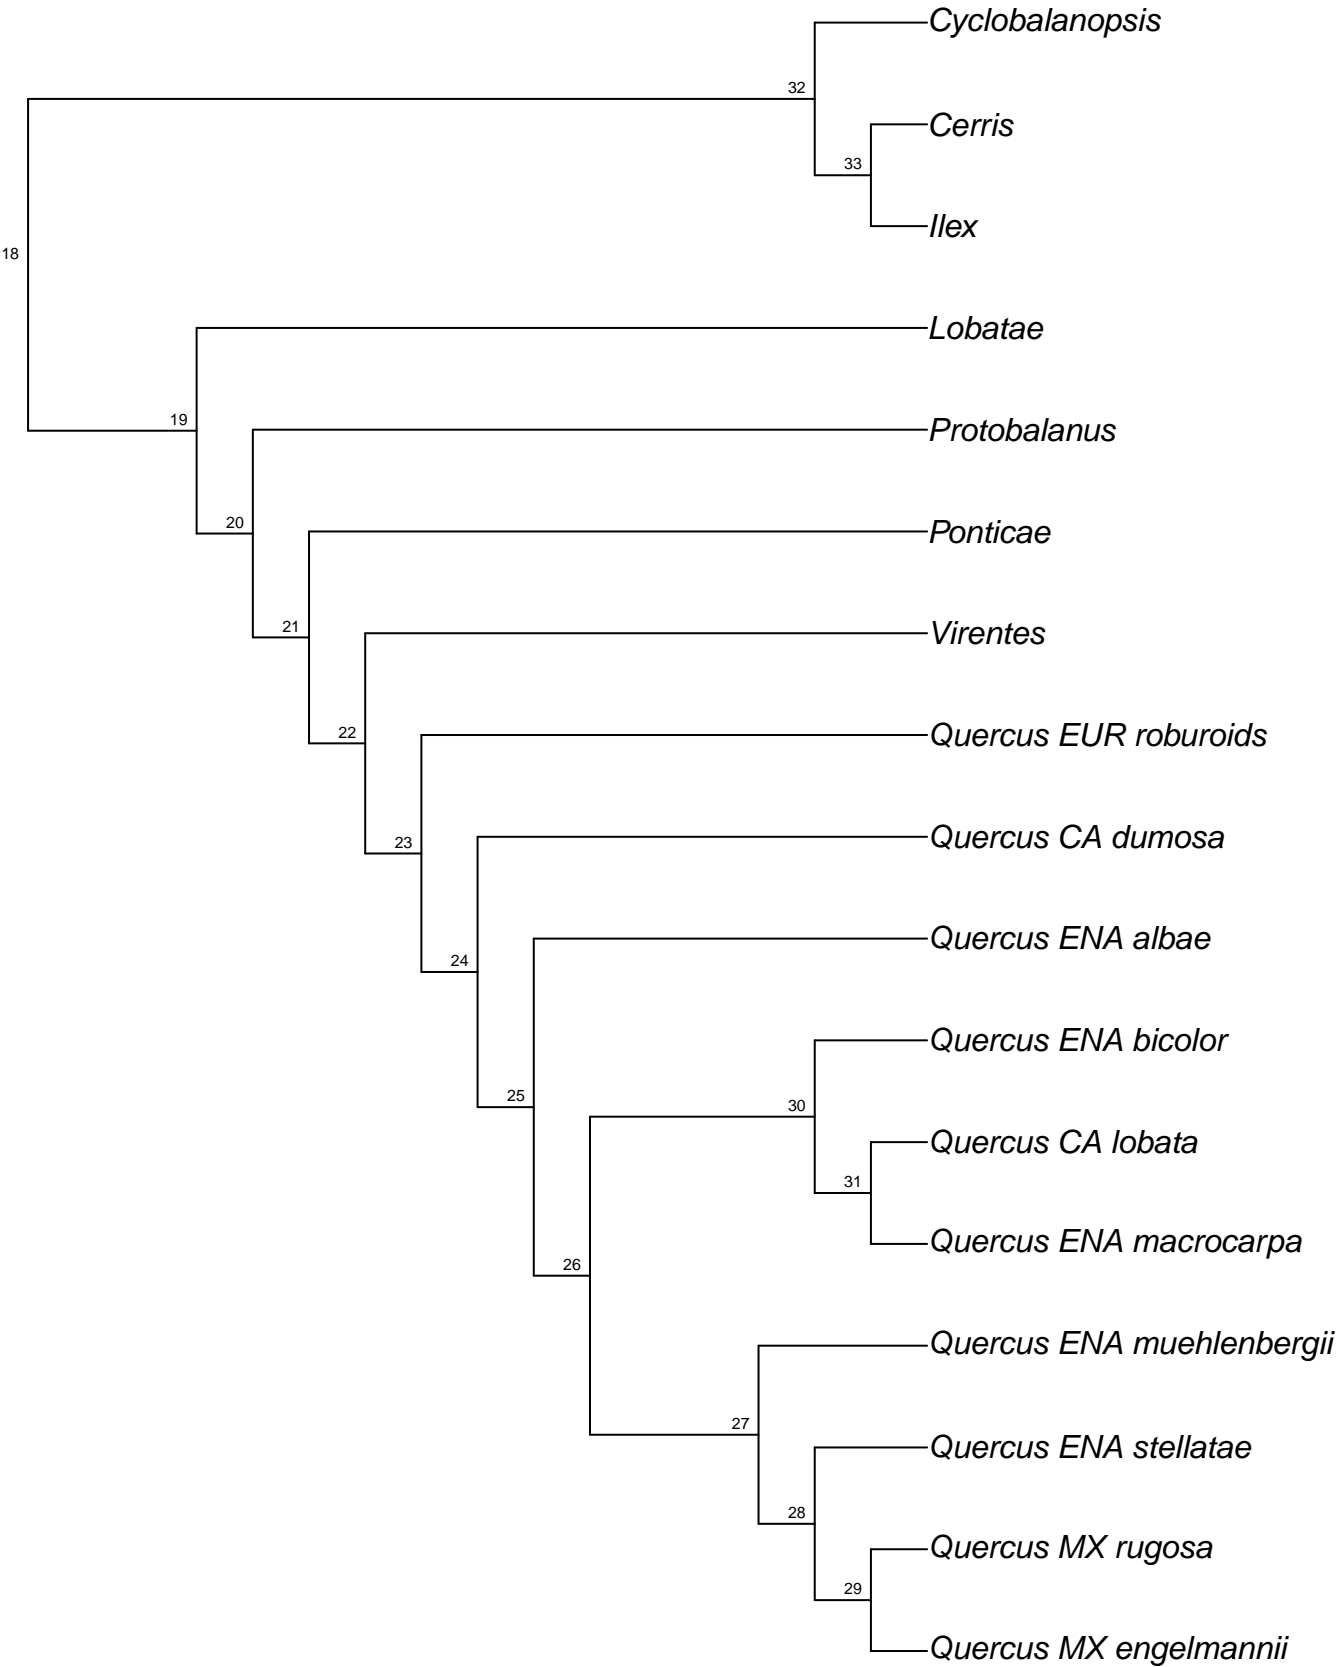 Cyclobalanopsis
32
Cerris
33
Ilex
18
Lobatae
19
Protobalanus
20
Ponticae
21
Virentes
22
Quercus EUR roburoids
23
Quercus CA dumosa
24
Quercus ENA albae
25
Quercus ENA bicolor
30
Quercus CA lobata
31
Quercus ENA macrocarpa
26
Quercus ENA muehlenbergii
27
Quercus ENA stellatae
28
Quercus MX rugosa
29
Quercus MX engelmannii